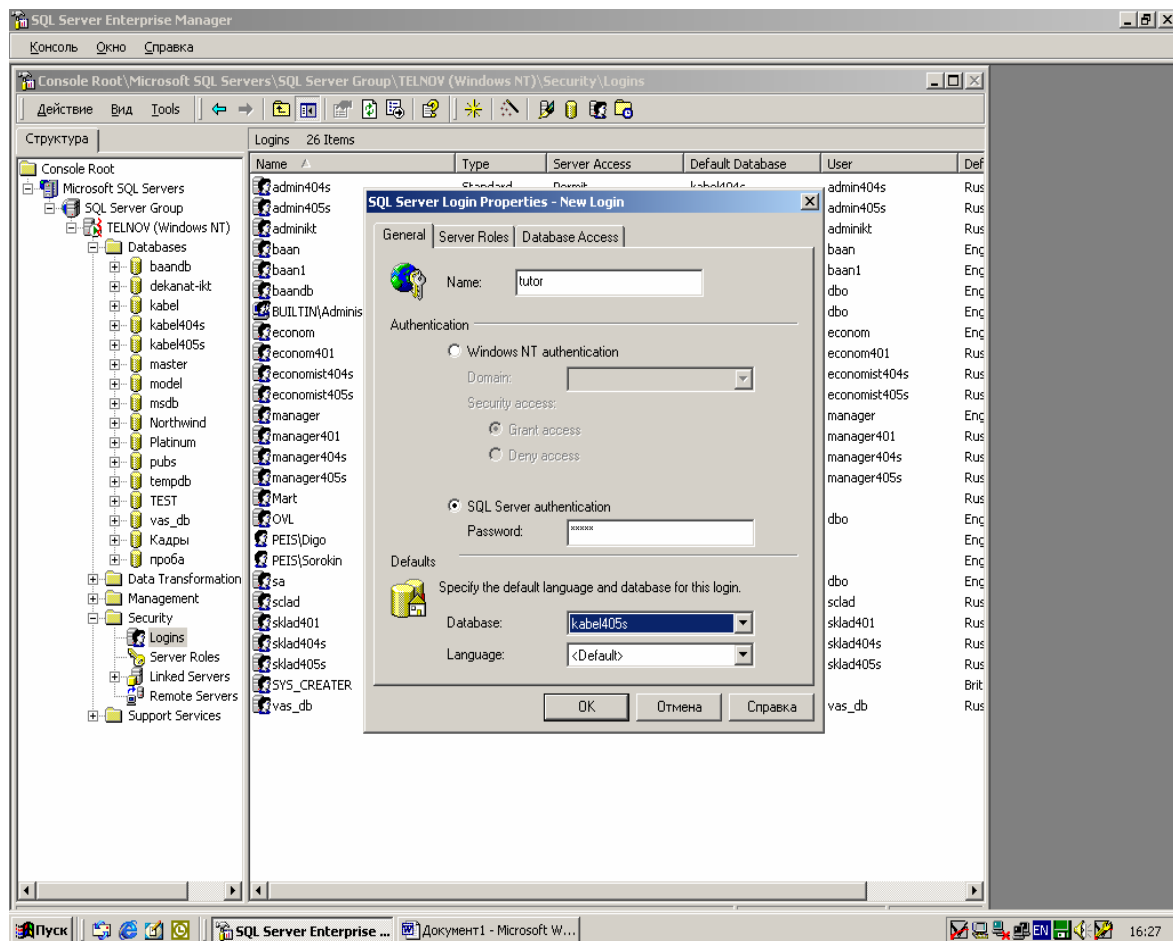 SQL Server Enterprise Manager
Консоль Окно Справка
Console Root\Microsoft SQL Servers\SQL Server Group\TELNOV (Windows NT)\Security\Logins
Действие Вид Tools
Структура
Logins 26 Items
Console Root
Microsoft SQL Servers
SQL Server Group
TELNOV (Windows NT)
Databases
baandb
dekanat-ikt
kabel
kabel404s
kabel405s
master
model
msdb
Northwind
Platinum
pubs
tempdb
TEST
vas_db
Кадры
проба
Data Transformation
Management
Security
Logins
Server Roles
Linked Servers
Remote Servers
Support Services
Name Type Server Access Default Database User Def
admin404s Standard Permit kabel404s admin404s Rus
admin405s admin405s Rus
adminikt adminikt Rus
baan baan Eng
baan1 baan1 Eng
baandb dbo Eng
BUILTIN\Adminis dbo Eng
econom econom Eng
econom401 econom401 Rus
economist404s economist404s Rus
economist405s economist405s Rus
manager manager Eng
manager401 manager401 Rus
manager404s manager404s Rus
manager405s manager405s Rus
Mart Rus
OVL dbo Eng
PEIS\Digo Eng
PEIS\Sorokin Eng
sa dbo Eng
sclad sclad Rus
sklad401 sklad401 Rus
sklad404s sklad404s Rus
sklad405s sklad405s Rus
SYS_CREATER Brit
vas_db vas_db Rus
SQL Server Login Properties - New Login
General Server Roles Database Access
Name: tutor
Authentication
Windows NT authentication
Domain:
Security access:
Grant access
Deny access
SQL Server authentication
Password: *****
Defaults
Specify the default language and database for this login.
Database: kabel405s
Language: <Default>
OK Отмена Справка
Пуск SQL Server Enterprise ... Документ1 - Microsoft W... EN 16:27